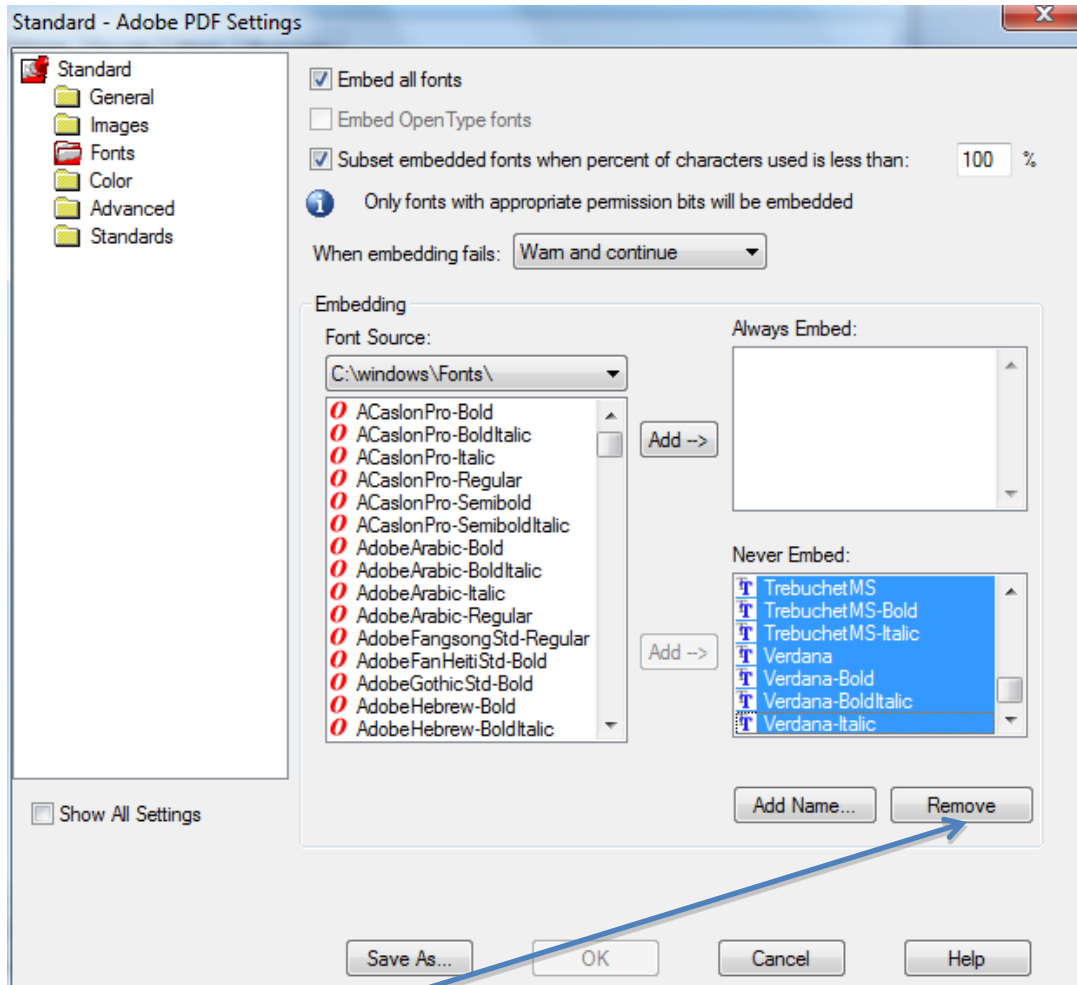 Standard - Adobe PDF Settings
X
Standard
General
Images
Fonts
Color
Advanced
Standards
Show All Settings
Embed all fonts
Embed OpenType fonts
Subset embedded fonts when percent of characters used is less than: 100 %
Only fonts with appropriate permission bits will be embedded
When embedding fails: Warn and continue
Embedding
Font Source:
C:\windows\Fonts\
ACaslonPro-Bold
ACaslonPro-BoldItalic
ACaslonPro-Italic
ACaslonPro-Regular
ACaslonPro-Semibold
ACaslonPro-SemiboldItalic
AdobeArabic-Bold
AdobeArabic-BoldItalic
AdobeArabic-Italic
AdobeArabic-Regular
AdobeFangsongStd-Regular
AdobeFanHeitiStd-Bold
AdobeGothicStd-Bold
AdobeHebrew-Bold
AdobeHebrew-BoldItalic
Add -->
Always Embed:
Add -->
Never Embed:
TrebuchetMS
TrebuchetMS-Bold
TrebuchetMS-Italic
Verdana
Verdana-Bold
Verdana-BoldItalic
Verdana-Italic
Add Name... Remove
Save As... OK Cancel Help